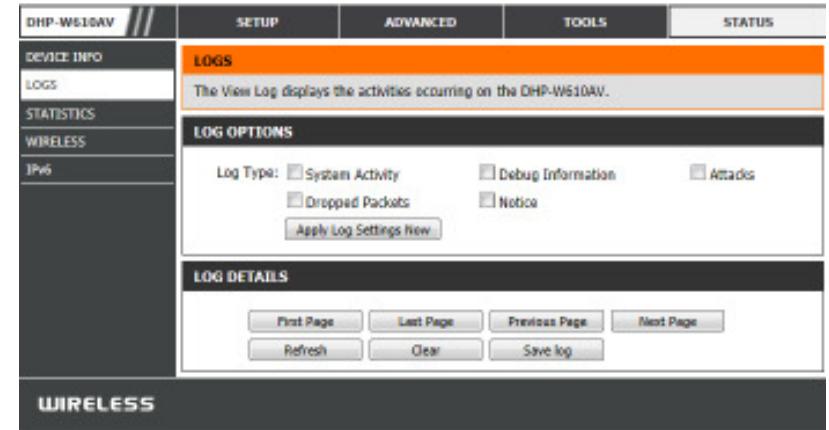 DHP-W610AV SETUP ADVANCED TOOLS STATUS
DEVICE INFO
LOGS
STATISTICS
WIRELESS
IPv6
LOGS
The View Log displays the activities occurring on the DHP-W610AV.
LOG OPTIONS
Log Type: System Activity Debug Information Attacks
Dropped Packets Notice
Apply Log Settings Now
LOG DETAILS
First Page Last Page Previous Page Next Page
Refresh Clear Save log
WIRELESS